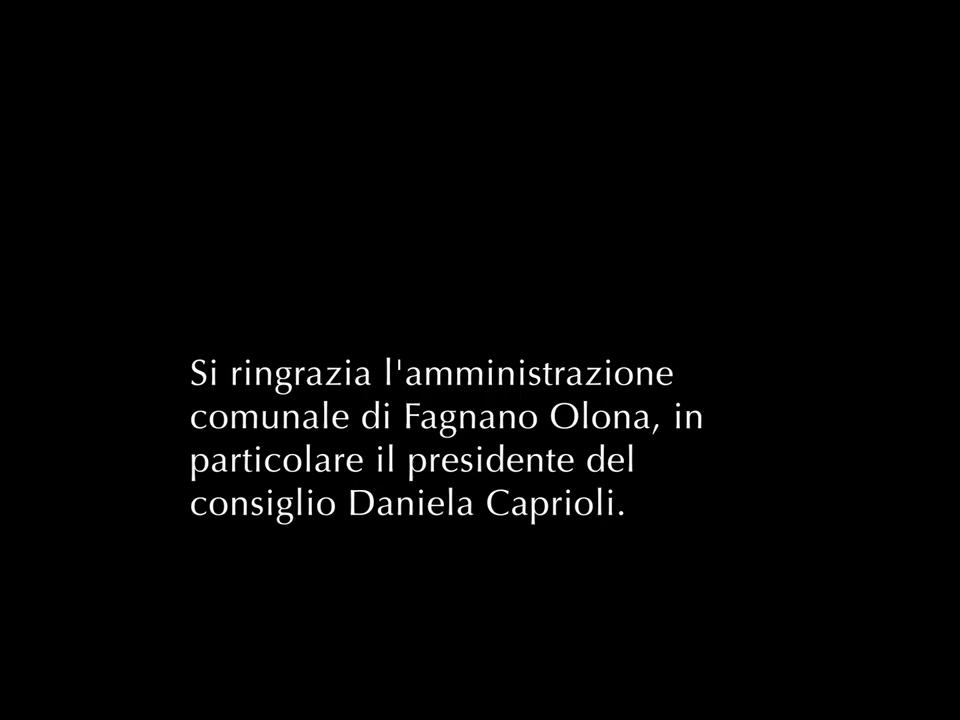 Si ringrazia l'amministrazione
comunale di Fagnano Olona, in
particolare il presidente del
consiglio Daniela Caprioli.